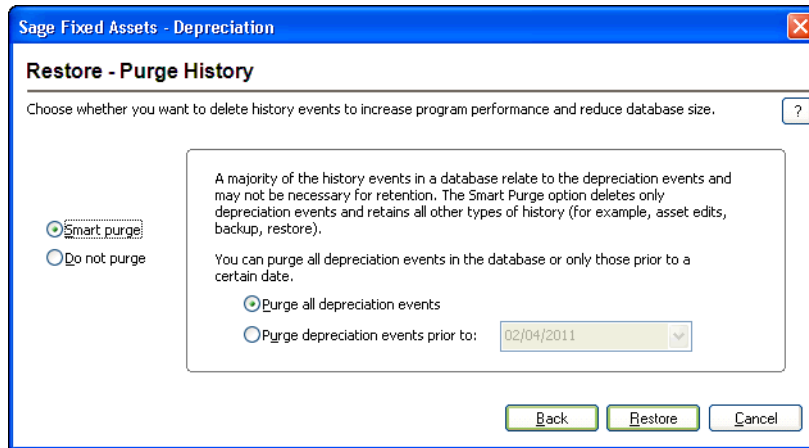 Sage Fixed Assets - Depreciation
Restore - Purge History
Choose whether you want to delete history events to increase program performance and reduce database size.
?
Smart purge
Do not purge
A majority of the history events in a database relate to the depreciation events and
may not be necessary for retention. The Smart Purge option deletes only
depreciation events and retains all other types of history (for example, asset edits,
backup, restore).
You can purge all depreciation events in the database or only those prior to a
certain date.
Purge all depreciation events
Purge depreciation events prior to: 02/04/2011
Back Restore Cancel